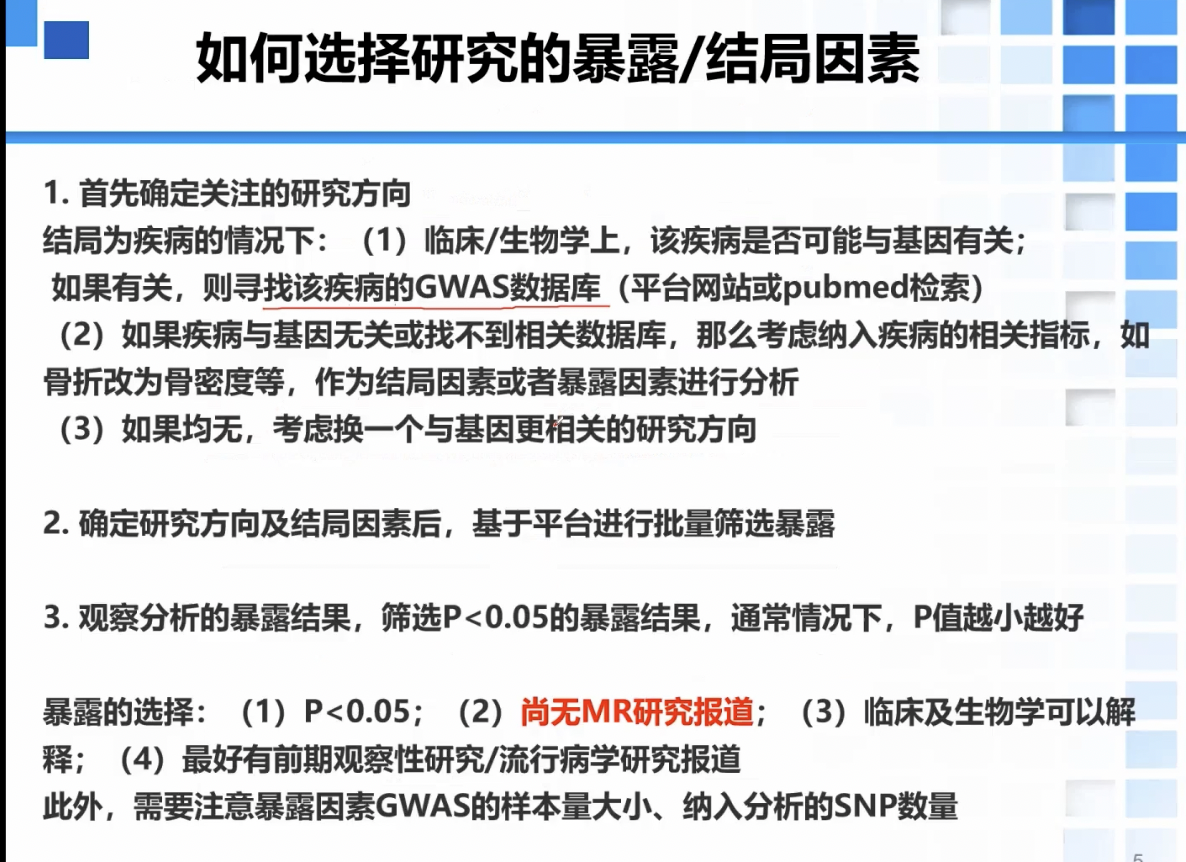 如何选择研究的暴露/结局因素
1. 首先确定关注的研究方向
结局为疾病的情况下：（1）临床/生物学上，该疾病是否可能与基因有关；
如果有关，则寻找该疾病的GWAS数据库（平台网站或pubmed检索）
（2）如果疾病与基因无关或找不到相关数据库，那么考虑纳入疾病的相关指标，如
骨折改为骨密度等，作为结局因素或者暴露因素进行分析
（3）如果均无，考虑换一个与基因更相关的研究方向
2. 确定研究方向及结局因素后，基于平台进行批量筛选暴露
3. 观察分析的暴露结果，筛选P<0.05的暴露结果，通常情况下，P值越小越好
暴露的选择：（1）P<0.05；（2）尚无MR研究报道；（3）临床及生物学可以解
释；（4）最好有前期观察性研究/流行病学研究报道
此外，需要注意暴露因素GWAS的样本量大小、纳入分析的SNP数量
5